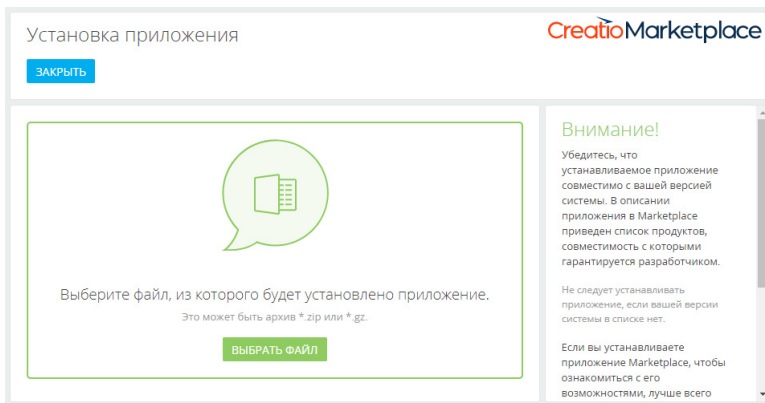 Установка приложения
Creatio Marketplace
ЗАКРЫТЬ
Выберите файл, из которого будет установлено приложение.
Это может быть архив *.zip или *.gz.
ВЫБРАТЬ ФАЙЛ
Внимание!
Убедитесь, что
устанавливаемое приложение
совместимо с вашей версией
системы. В описании
приложения в Marketplace
приведен список продуктов,
совместимость с которыми
гарантируется разработчиком.
Не следует устанавливать
приложение, если вашей версии
системы в списке нет.
Если вы устанавливаете
приложение Marketplace, чтобы
ознакомиться с его
возможностями, лучше всего